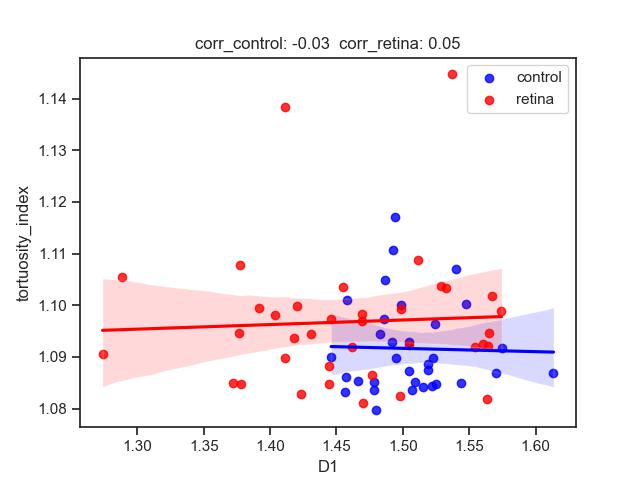 corr_control: -0.03  corr_retina: 0.05
control
retina
tortuosity_index
1.14
1.13
1.12
1.11
1.10
1.09
1.08
1.30 1.35 1.40 1.45 1.50 1.55 1.60
D1